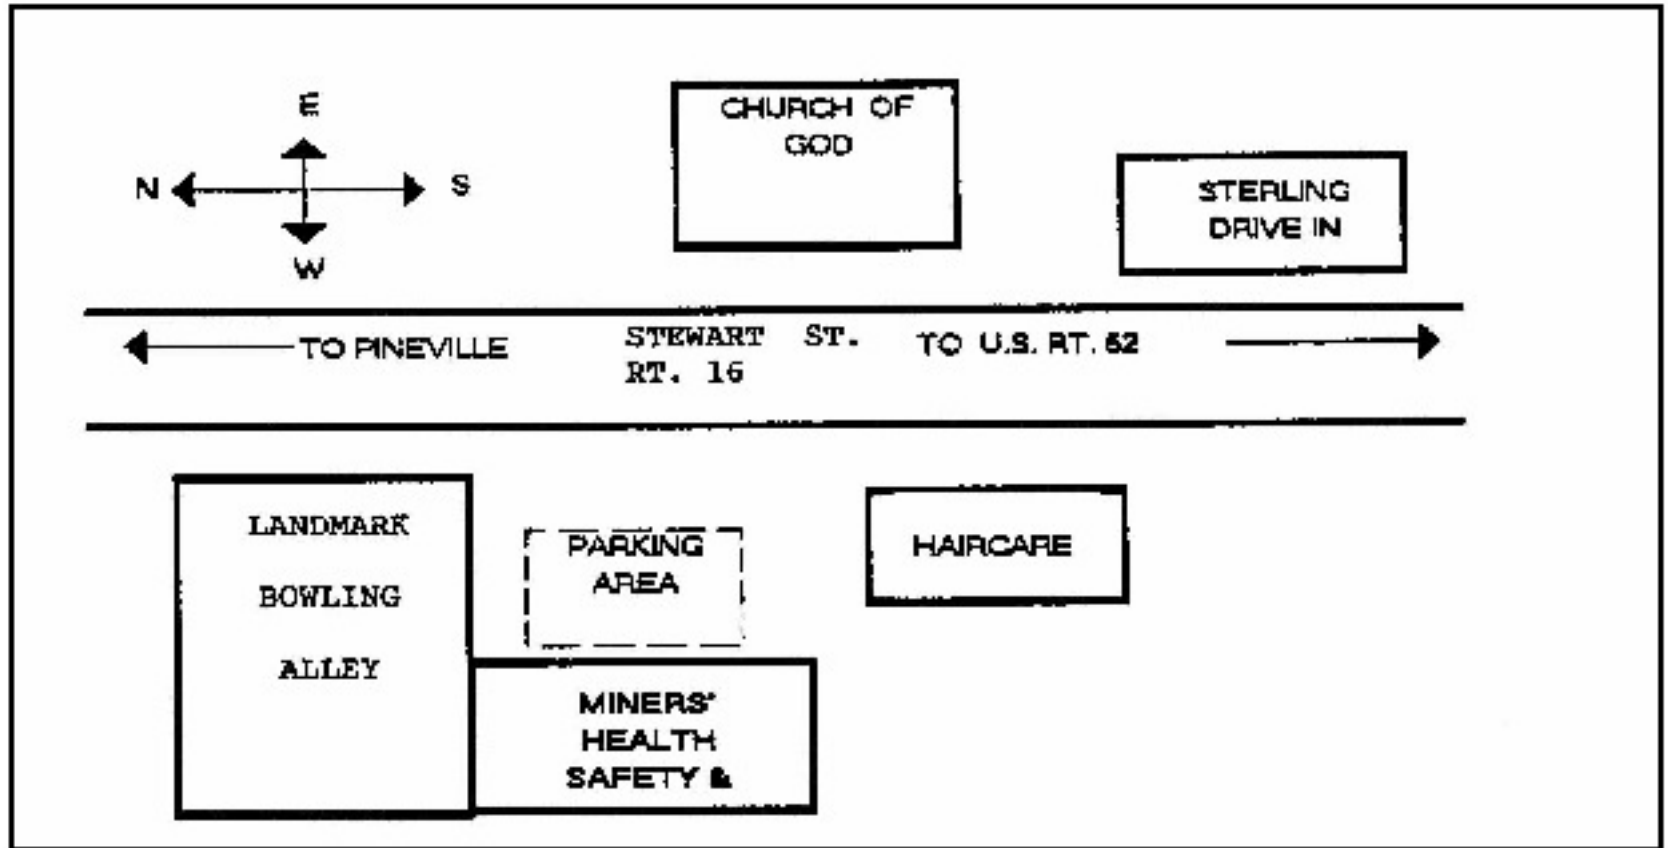 E
N S
W
CHURCH OF
GOD
STERLING
DRIVE IN
TO PINEVILLE
STEWART ST.
RT. 16
TO U.S. RT. 52
LANDMARK
BOWLING
ALLEY
PARKING
AREA
HAIRCARE
MINERS'
HEALTH
SAFETY &